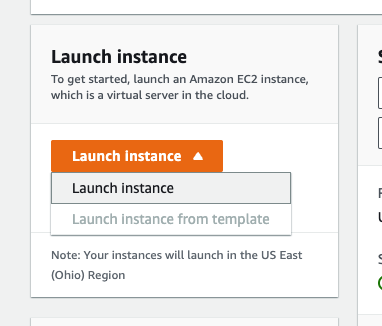 Launch instance
To get started, launch an Amazon EC2 instance,
which is a virtual server in the cloud.
Launch Instance
Launch instance
Launch instance from template
Note: Your instances will launch in the US East
(Ohio) Region